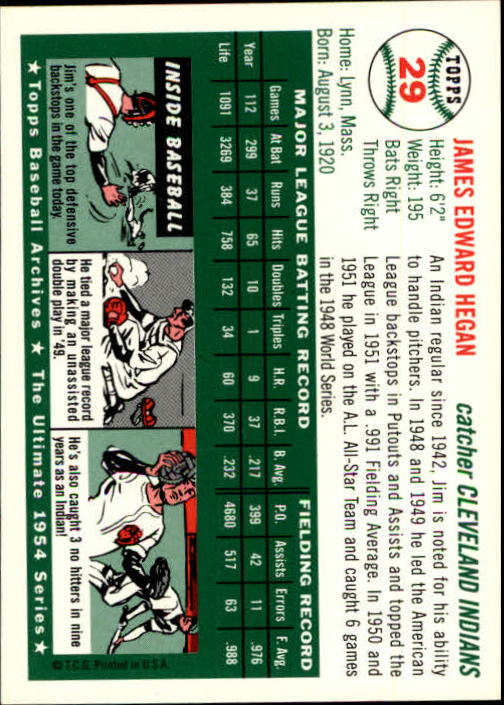 TOPPS
29
JAMES EDWARD HEGAN
catcher CLEVELAND INDIANS
Height: 6'2"
Weight: 195
Bats Right
Throws Right
Home: Lynn, Mass.
Born: August 3, 1920
An Indian regular since 1942, Jim is noted for his ability
to handle pitchers. In 1948 and 1949 he led the American
League backstops in Putouts and Assists and topped the
League in 1951 with a .991 Fielding Average. In 1950 and
1951 he played on the A.L. All-Star Team and caught 6 games
in the 1948 World Series.
MAJOR LEAGUE BATTING RECORD FIELDING RECORD
Games At Bat Runs Hits Doubles Triples H.R. R.B.I. B. Avg. P.O. Assists Errors F. Avg.
Year 112 299 37 65 10 1 9 37 .217 399 42 11 .976
Life 1091 3269 384 758 132 34 60 370 .232 4680 517 63 .988
INSIDE BASEBALL
Jim's one of the top defensive
backstops in the game today.
He tied a major league record
by making an unassisted
double play in '49.
He's also caught 3 no hitters in nine
years as an Indian!
★ Topps Baseball Archives ★ The Ultimate 1954 Series ★
© T.C.G. Printed in U.S.A.